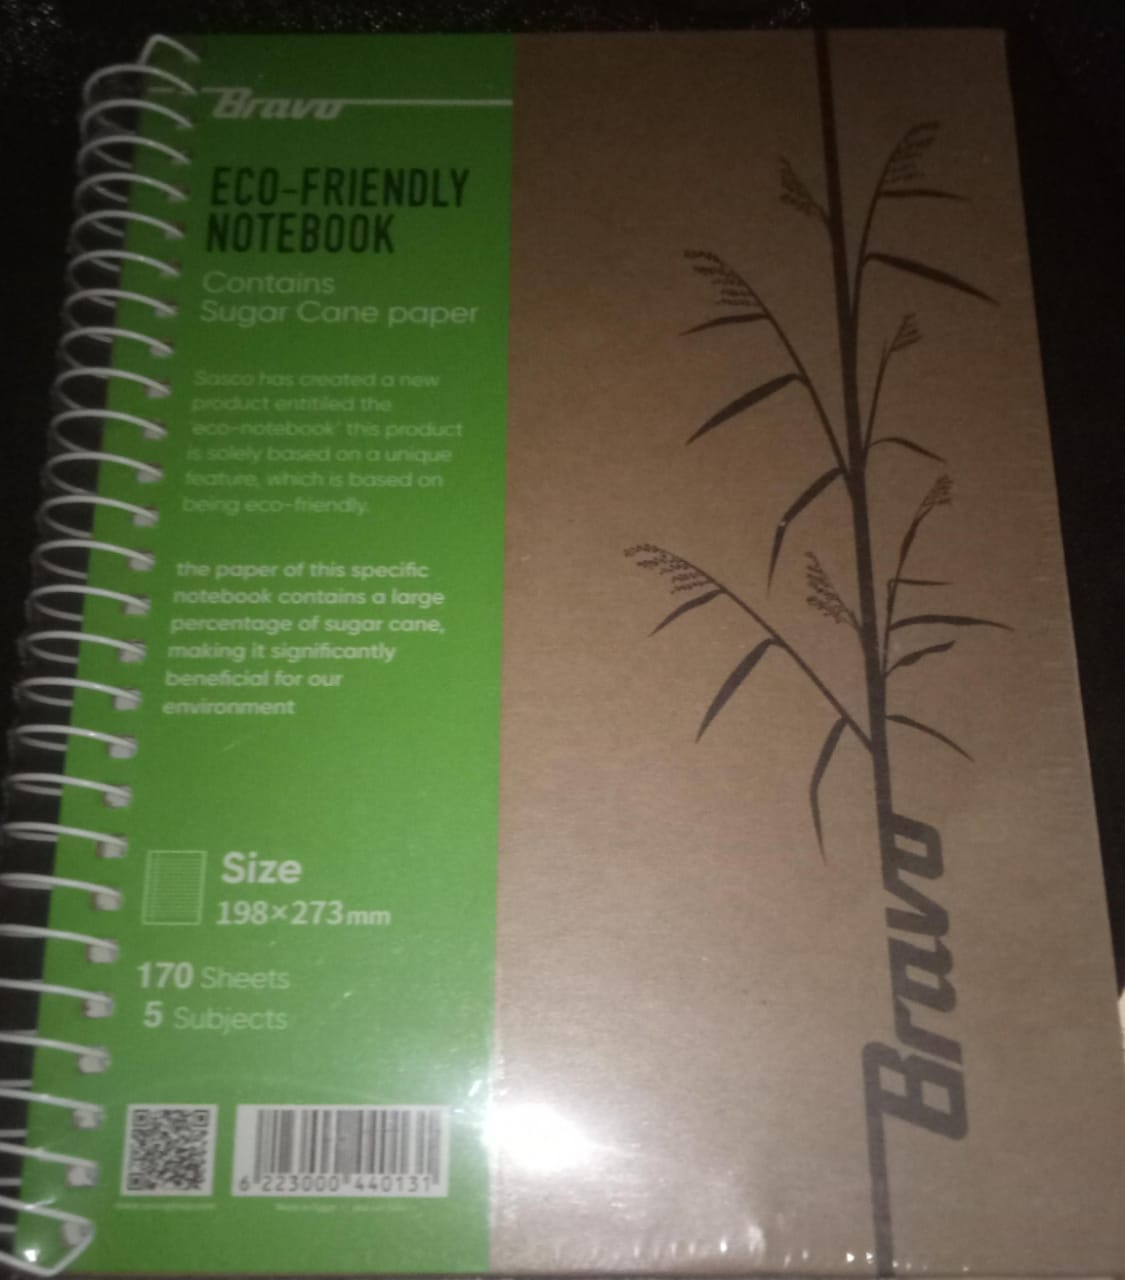 Bravo
ECO-FRIENDLY
NOTEBOOK
Contains
Sugar Cane paper
Sasco has created a new
product entitiled the
'eco-notebook' this product
is solely based on a unique
feature, which is based on
being eco-friendly.
the paper of this specific
notebook contains a large
percentage of sugar cane,
making it significantly
beneficial for our
environment
Size
198×273mm
170 Sheets
5 Subjects
6 223000 440131
Bravo